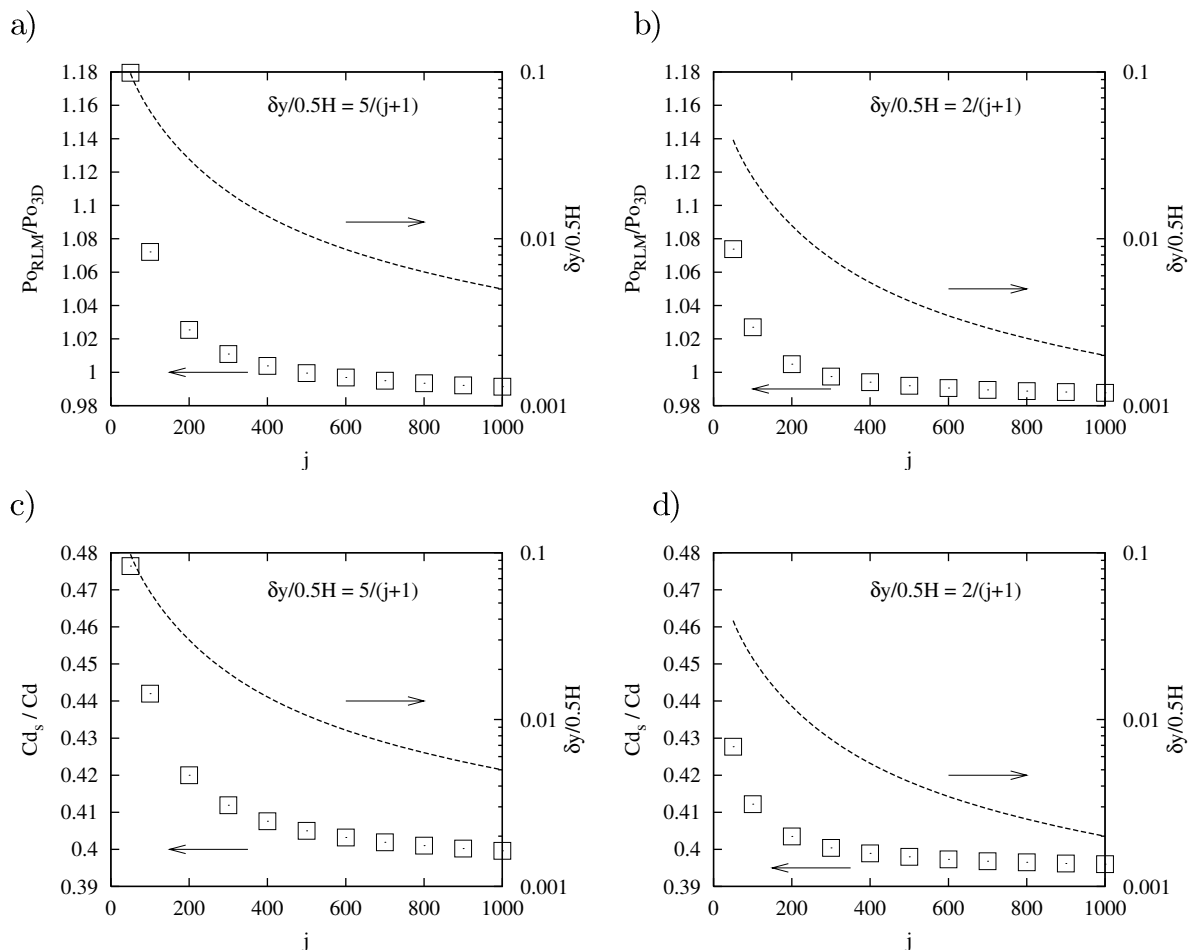 a)
1.18
1.16
1.14
1.12
1.1
1.08
1.06
1.04
1.02
1
0.98
Po_RLM/Po_3D
δy/0.5H = 5/(j+1)
0.1
0.01
0.001
δy/0.5H
0 200 400 600 800 1000
j
b)
1.18
1.16
1.14
1.12
1.1
1.08
1.06
1.04
1.02
1
0.98
Po_RLM/Po_3D
δy/0.5H = 2/(j+1)
0.1
0.01
0.001
δy/0.5H
0 200 400 600 800 1000
j
c)
0.48
0.47
0.46
0.45
0.44
0.43
0.42
0.41
0.4
0.39
Cd_s / Cd
δy/0.5H = 5/(j+1)
0.1
0.01
0.001
δy/0.5H
0 200 400 600 800 1000
j
d)
0.48
0.47
0.46
0.45
0.44
0.43
0.42
0.41
0.4
0.39
Cd_s / Cd
δy/0.5H = 2/(j+1)
0.1
0.01
0.001
δy/0.5H
0 200 400 600 800 1000
j